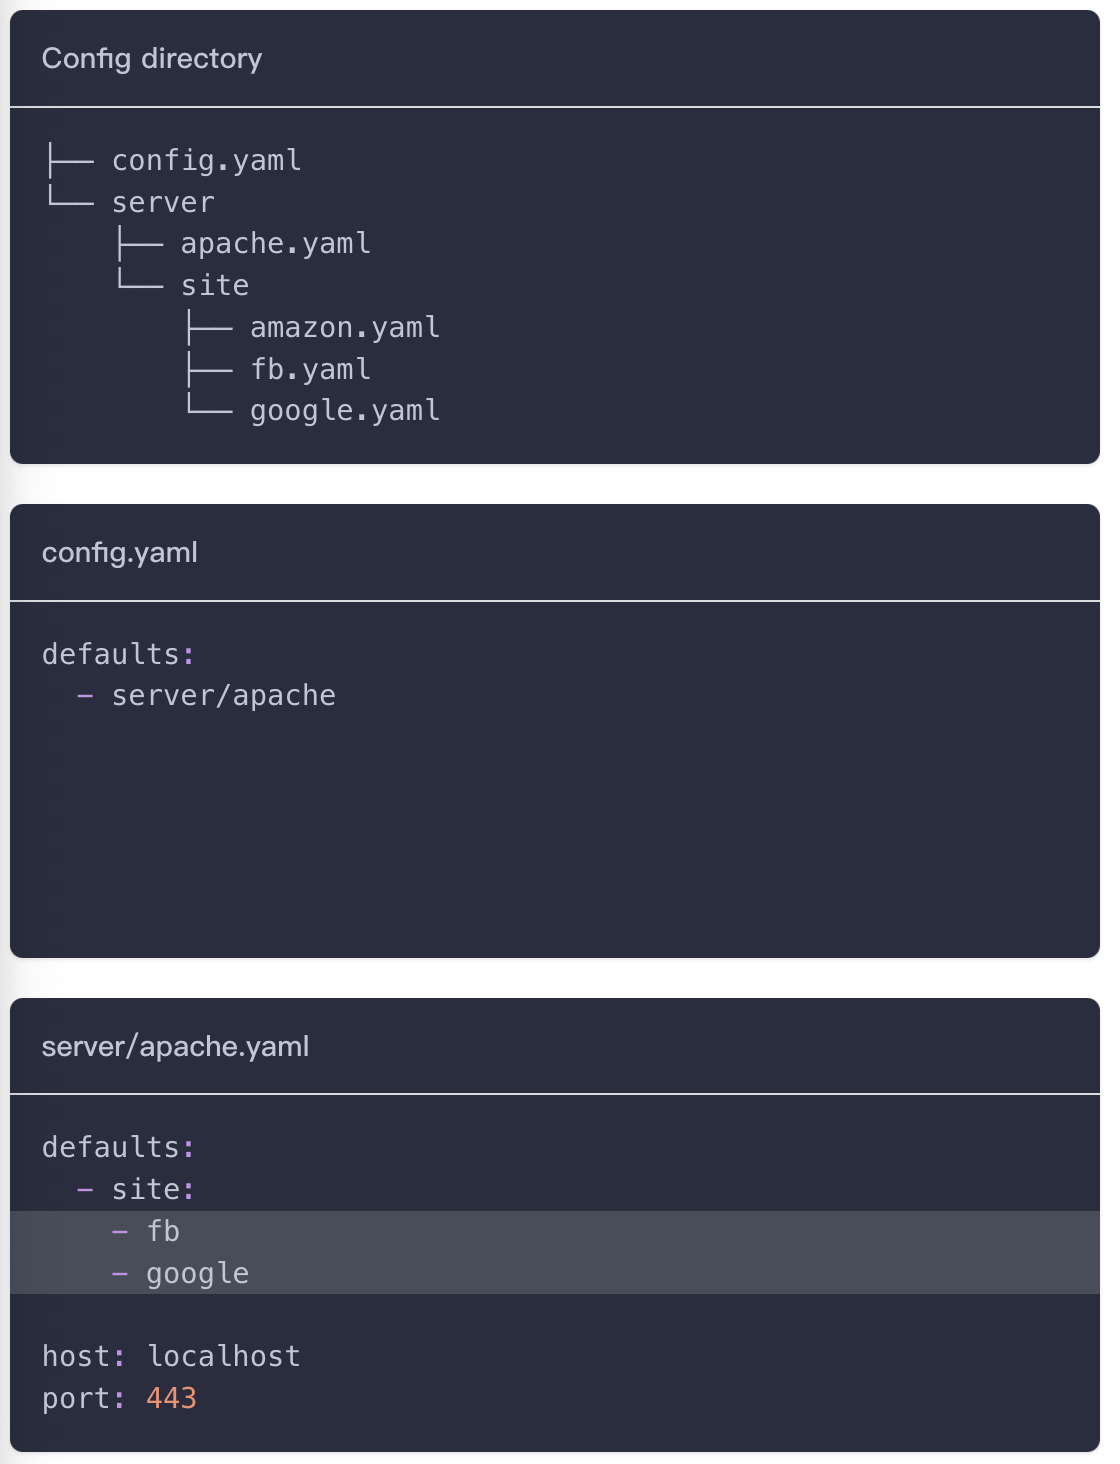 Config directory
├── config.yaml
└── server
    ├── apache.yaml
    └── site
        ├── amazon.yaml
        ├── fb.yaml
        └── google.yaml
config.yaml
defaults:
  - server/apache
server/apache.yaml
defaults:
  - site:
    - fb
    - google
host: localhost
port: 443